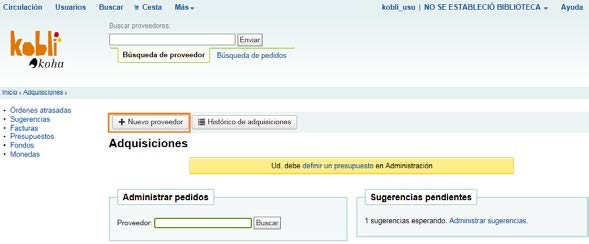 Circulación Usuarios Buscar Cesta Más kobli_usu | NO SE ESTABLECIÓ BIBLIOTECA Ayuda
Buscar proveedores:
Enviar
Búsqueda de proveedor Búsqueda de pedidos
kobli
koha
Inicio › Adquisiciones ›
Órdenes atrasadas
Sugerencias
Facturas
Presupuestos
Fondos
Monedas
+ Nuevo proveedor Histórico de adquisiciones
Adquisiciones
Ud. debe definir un presupuesto en Administración
Administrar pedidos
Proveedor: Buscar
Sugerencias pendientes
1 sugerencias esperando. Administrar sugerencias.